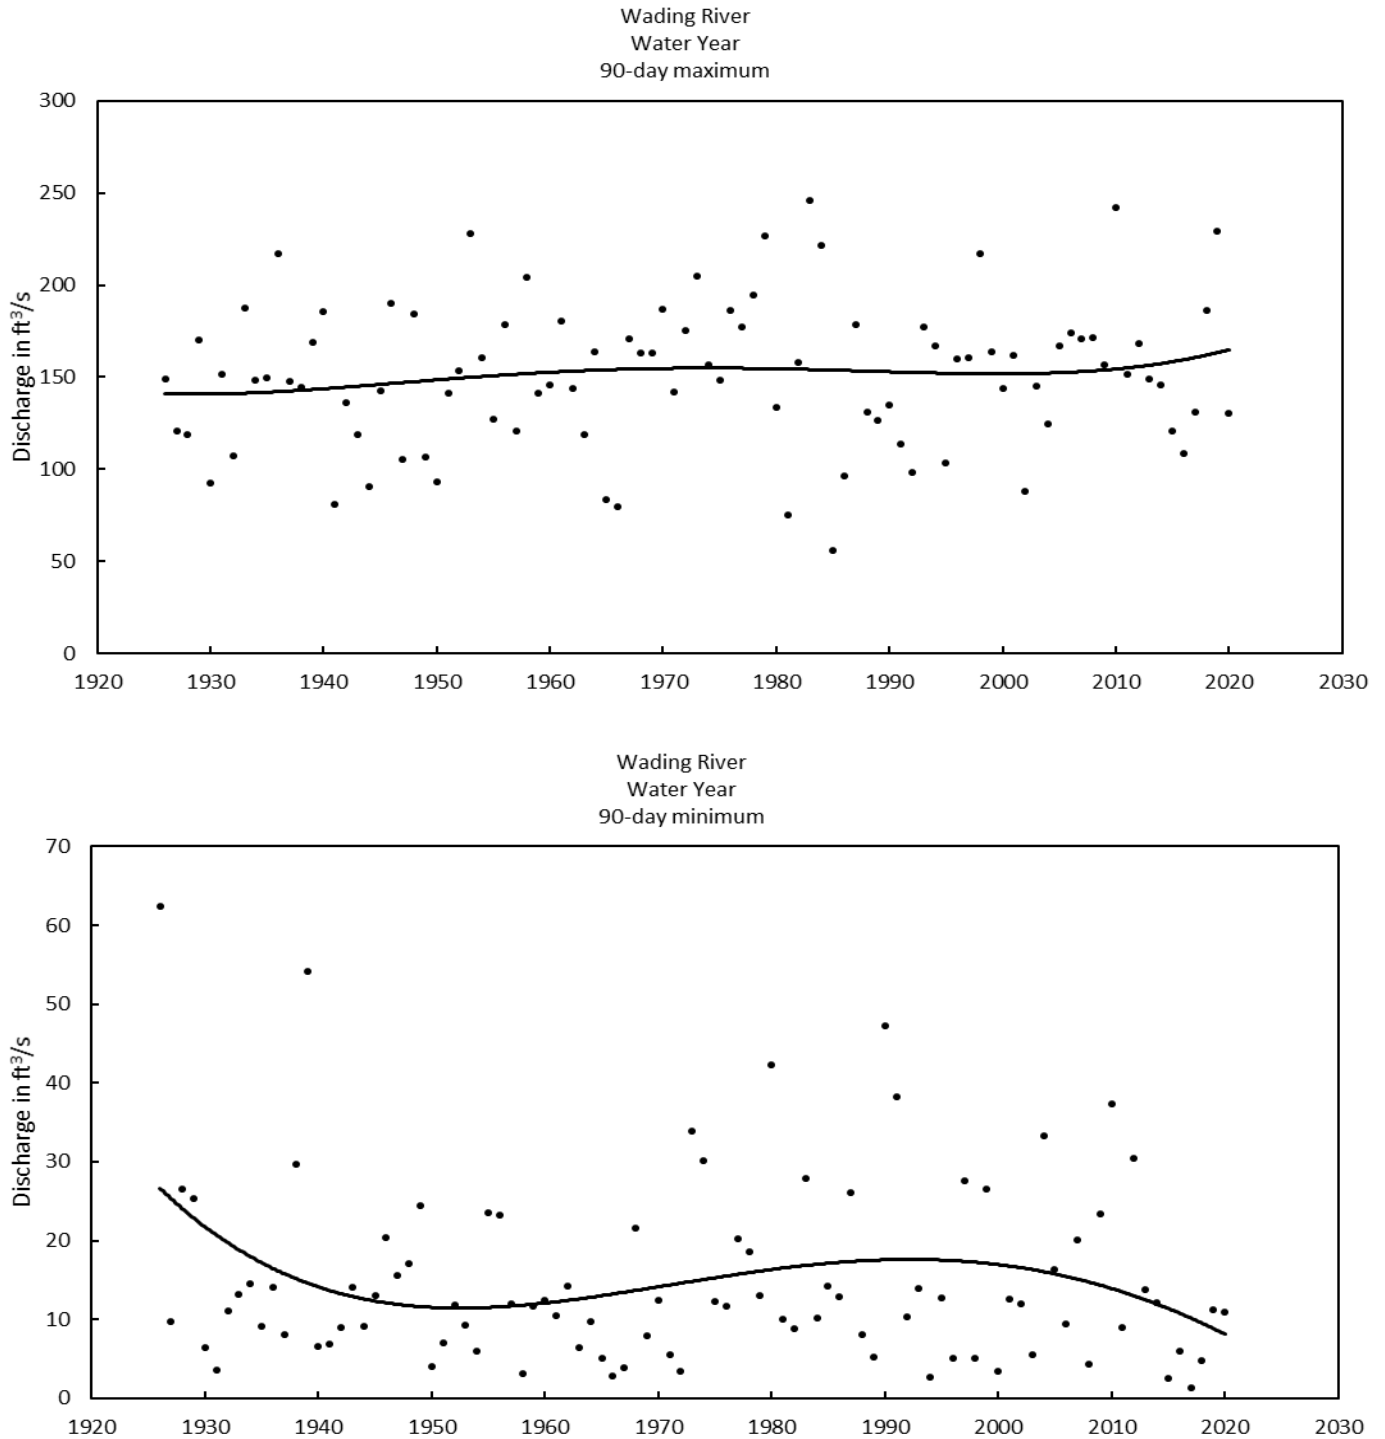 Wading River
Water Year
90-day maximum
300
250
200
150
100
50
0
Discharge in ft³/s
1920 1930 1940 1950 1960 1970 1980 1990 2000 2010 2020 2030
Wading River
Water Year
90-day minimum
70
60
50
40
30
20
10
0
Discharge in ft³/s
1920 1930 1940 1950 1960 1970 1980 1990 2000 2010 2020 2030